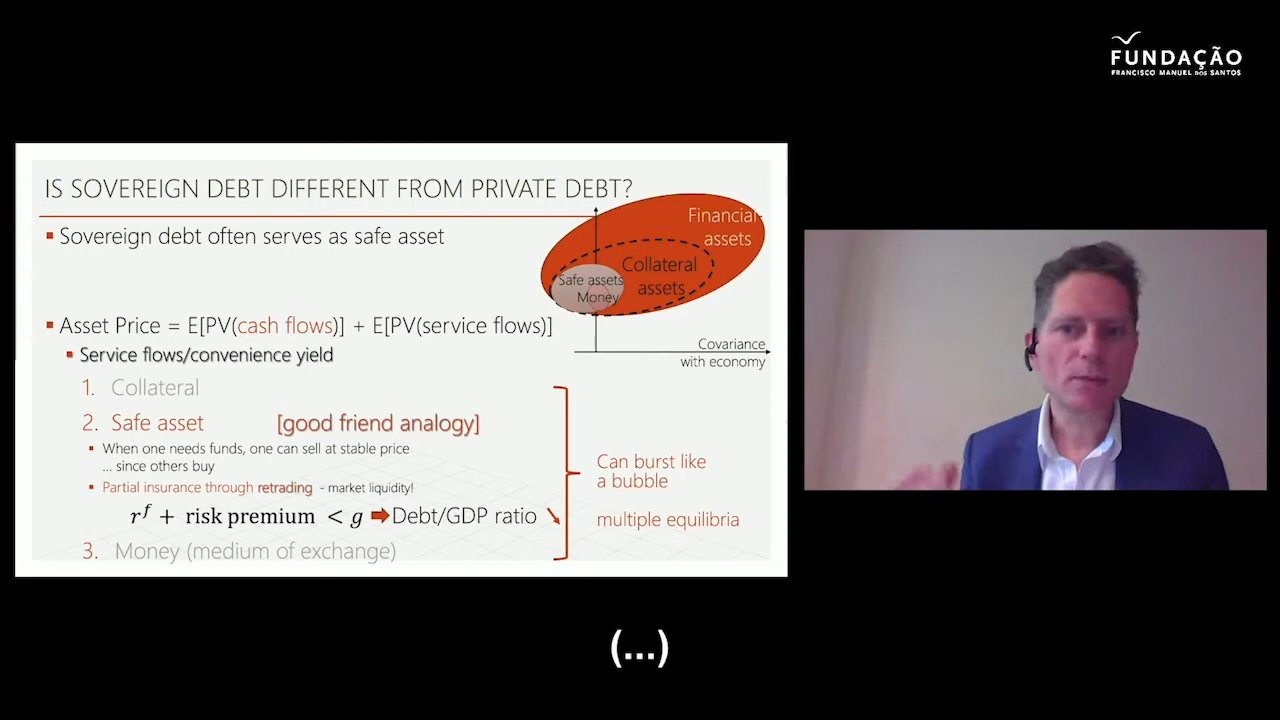 FUNDAÇÃO
FRANCISCO MANUEL DOS SANTOS
IS SOVEREIGN DEBT DIFFERENT FROM PRIVATE DEBT?
▪ Sovereign debt often serves as safe asset
Financial
assets
Collateral
assets
Safe assets
Money
Covariance
with economy
▪ Asset Price = E[PV(cash flows)] + E[PV(service flows)]
▪ Service flows/convenience yield
1. Collateral
2. Safe asset [good friend analogy]
▪ When one needs funds, one can sell at stable price
... since others buy
▪ Partial insurance through retrading - market liquidity!
r^f + risk premium < g ➡ Debt/GDP ratio ↘
3. Money (medium of exchange)
Can burst like
a bubble
multiple equilibria
(...)